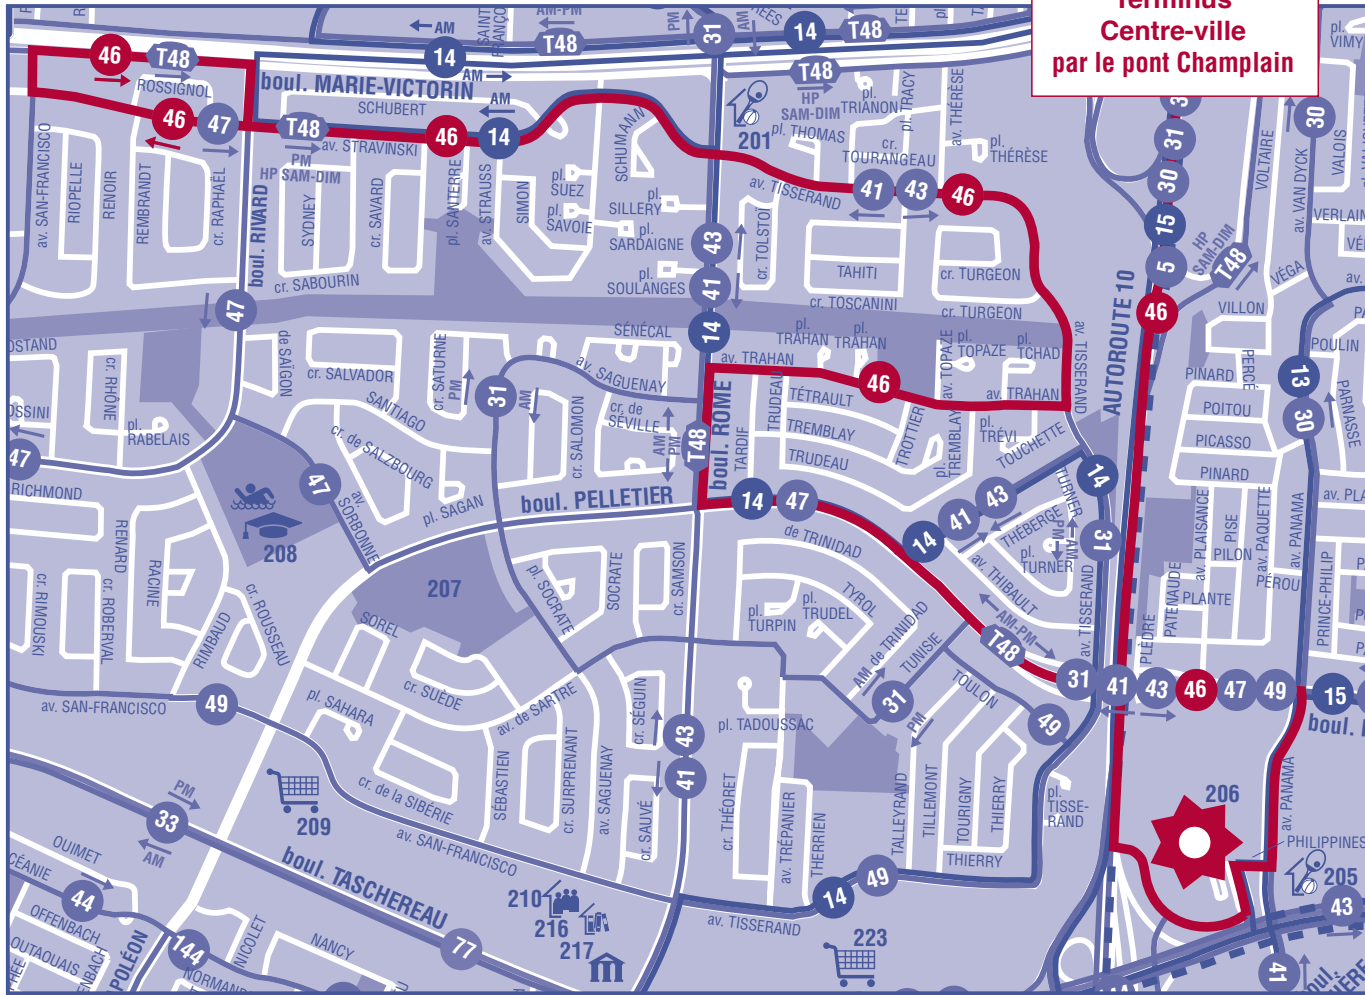 Terminus
Centre-ville
par le pont Champlain
46
T48
ROSSIGNOL
46
47
AM
14
AM
SAINT
AM-PM
T48
PM
31
AM
14
T48
T48
HP
SAM-DIM
pl.
VIMY
boul. MARIE-VICTORIN
SCHUBERT
AM
T48
PM
HP SAM-DIM
av. STRAVINSKI
46
14
201
pl. THOMAS
pl.
TRIANON
pl. TRACY
av. THÉRÈSE
pl.
THÉRÈSE
cr.
TOURANGEAU
av. TISSERAND
41
43
46
31
30
15
5
46
HP
SAM-DIM
T48
VOLTAIRE
av. VAN DYCK
30
VALOIS
VERLAIN
VÉGA
VILLON
av. SAN-FRANCISCO
RIOPELLE
RENOIR
REMBRANDT
cr. RAPHAËL
boul. RIVARD
SYDNEY
cr. SAVARD
pl. SANTERRE
av. STRAUSS
SIMON
SCHUMANN
pl.
SUEZ
pl.
SAVOIE
pl.
SILLERY
pl.
SARDAIGNE
pl.
SOULANGES
cr. TOLSTOÏ
43
41
14
TAHITI
cr. TOSCANINI
cr. TURGEON
cr. TURGEON
cr. SABOURIN
47
OSTAND
cr. RHÔNE
OSSINI
pl.
RABELAIS
47
RICHMOND
de SAÏGON
cr. SALVADOR
cr. SATURNE
PM
31
AM
SÉNÉCAL
av. SAGUENAY
cr. de
SÉVILLE
cr. SALOMON
AM
PM
T48
boul. ROME
av. TRAHAN
pl.
TRAHAN
pl.
TRAHAN
46
av. TOPAZE
pl.
TOPAZE
pl.
TCHAD
av. TRAHAN
av. TISSERAND
AUTOROUTE 10
TARDIF
TRUDEAU
TÉTRAULT
TREMBLAY
TRUDEAU
TROTTIER
pl.
TREMBLAY
pl.
TRÉVI
TOUCHETTE
PINARD
PERCÉ
POITOU
PICASSO
PINARD
POULIN
13
30
PARNASSE
SANTIAGO
cr. de SALZBOURG
pl. SAGAN
47
av.
SORBONNE
208
207
boul. PELLETIER
14
47
de TRINIDAD
14
41
43
14
31
TURNER
THÉBERGE
PM
AM
pl.
TURNER
av. THIBAULT
av. TISSERAND
av. PLAISANCE
PISE
PILON
av. PAQUETTE
av. PANAMA
PÉROU
PLANTE
PATENAUDE
PLÈDRE
PRINCE-PHILIP
av. PLA
RENARD
cr. RIMOUSKI
cr. ROBERVAL
RACINE
RIMBAUD
cr. ROUSSEAU
SOREL
cr. SUÈDE
pl. SAHARA
pl. SOCRATE
SOCRATE
cr. SAMSON
pl.
TURPIN
pl.
TRUDEL
TYROL
AM
de TRINIDAD
TUNISIE
31
PM
TOULON
AM-PM
T48
49
31
41
43
46
47
49
15
49
av. SAN-FRANCISCO
cr. de la SIBÉRIE
av. SAN-FRANCISCO
av. de SARTRE
SÉBASTIEN
cr. SURPRENANT
av. SAGUENAY
cr. SÉGUIN
cr. SAUVÉ
43
41
pl. TADOUSSAC
cr. THÉORET
av. TRÉPANIER
THERRIEN
TALLEYRAND
TILLEMONT
TOURIGNY
THIERRY
THIERRY
pl.
TISSE-
RAND
206
av. PANAMA
PHILIPPINES
205
43
41
209
PM
33
AM
boul. TASCHEREAU
77
OUIMET
44
OFFENBACH
OUTAOUAIS
144
NICOLET
NANCY
210
216
217
av. TISSERAND
14
49
223